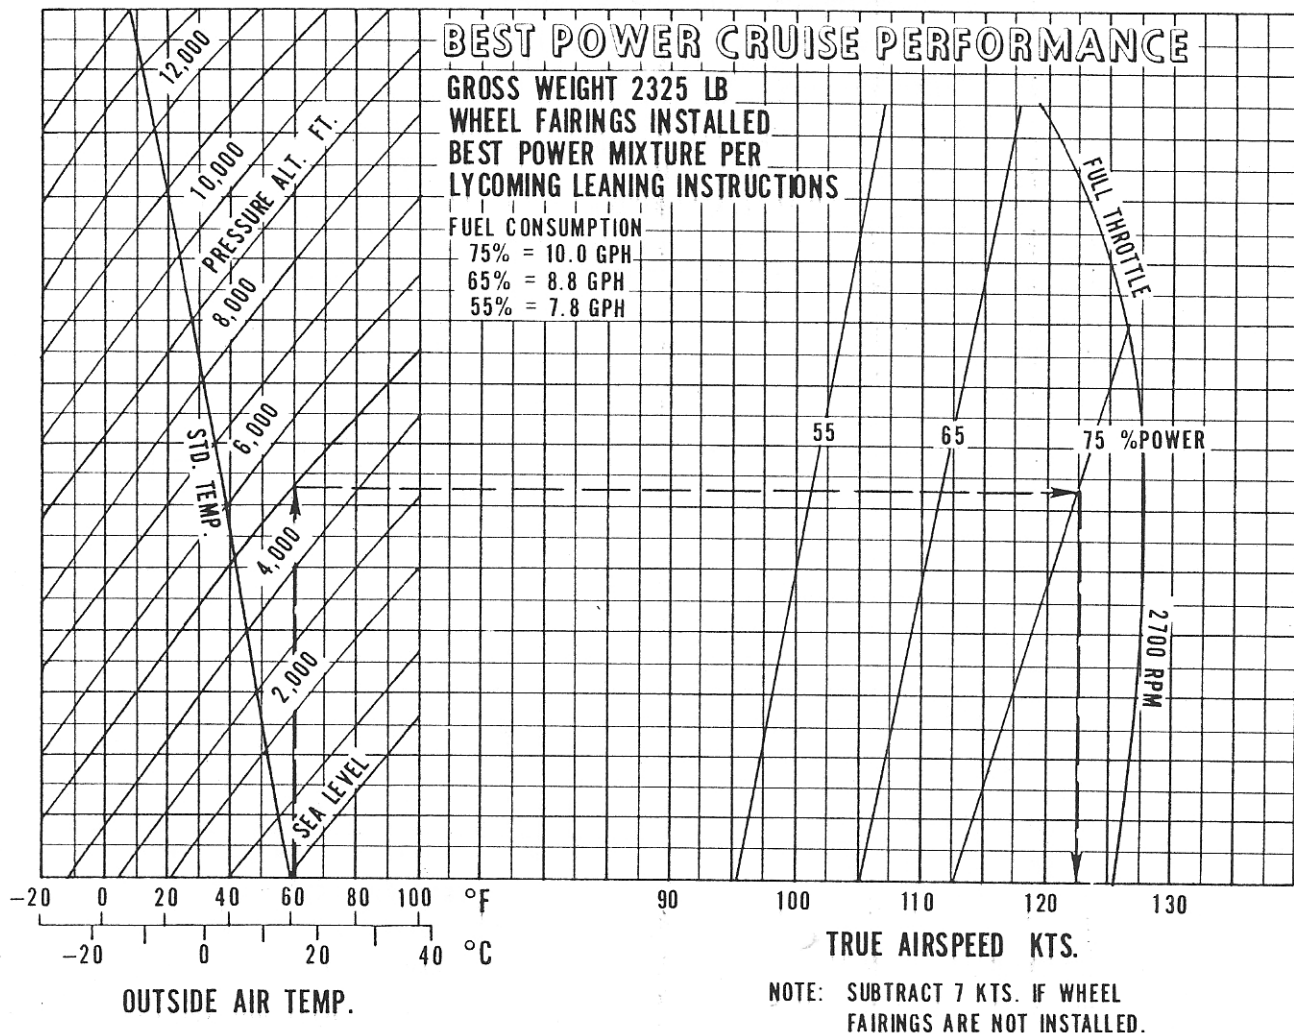 BEST POWER CRUISE PERFORMANCE
GROSS WEIGHT 2325 LB
WHEEL FAIRINGS INSTALLED
BEST POWER MIXTURE PER
LYCOMING LEANING INSTRUCTIONS
FUEL CONSUMPTION
75% = 10.0 GPH
65% = 8.8 GPH
55% = 7.8 GPH
12,000
10,000
PRESSURE ALT. FT.
8,000
6,000
STD. TEMP.
4,000
2,000
SEA LEVEL
FULL THROTTLE
55
65
75 %POWER
2700 RPM
-20 0 20 40 60 80 100 °F
-20 0 20 40 °C
OUTSIDE AIR TEMP.
90 100 110 120 130
TRUE AIRSPEED KTS.
NOTE: SUBTRACT 7 KTS. IF WHEEL
FAIRINGS ARE NOT INSTALLED.